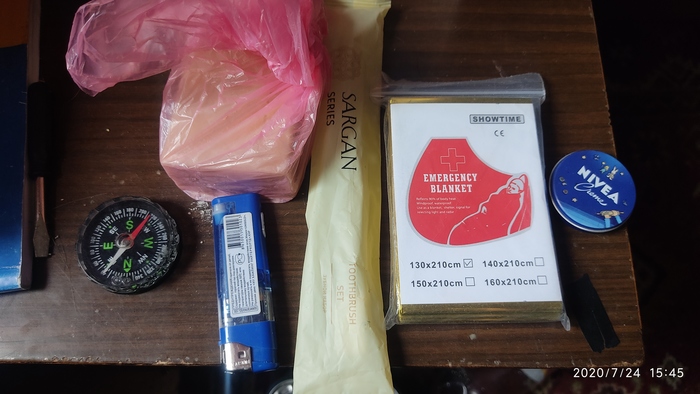 SARGAN
SERIES
TOOTHBRUSH
SET
SHOWTIME
CE
EMERGENCY
BLANKET
130x210cm
140x210cm
150x210cm
160x210cm
NIVEA
Creme
S
E
W
N
2020/7/24 15:45